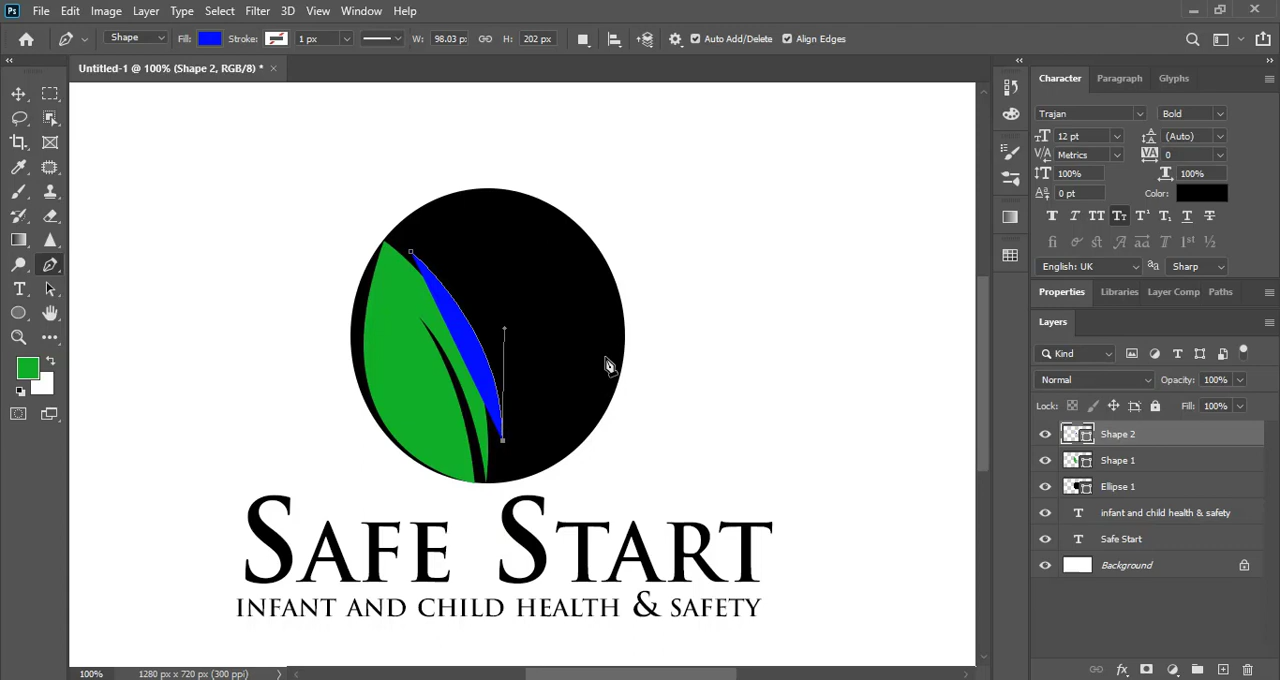 Ps File Edit Image Layer Type Select Filter 3D View Window Help
Shape Fill: Stroke: 1 px W: 98.03 p: H: 202 px Auto Add/Delete Align Edges
Untitled-1 @ 100% (Shape 2, RGB/8) *
Character Paragraph Glyphs
Trajan Bold
12 pt (Auto)
Metrics 0
100% 100%
0 pt Color:
English: UK Sharp
Properties Libraries Layer Comp Paths
Layers
Kind
Normal Opacity: 100%
Lock: Fill: 100%
Shape 2
Shape 1
Ellipse 1
infant and child health & safety
Safe Start
Background
Safe Start
infant and child health & safety
100% 1280 px x 720 px (300 ppi)